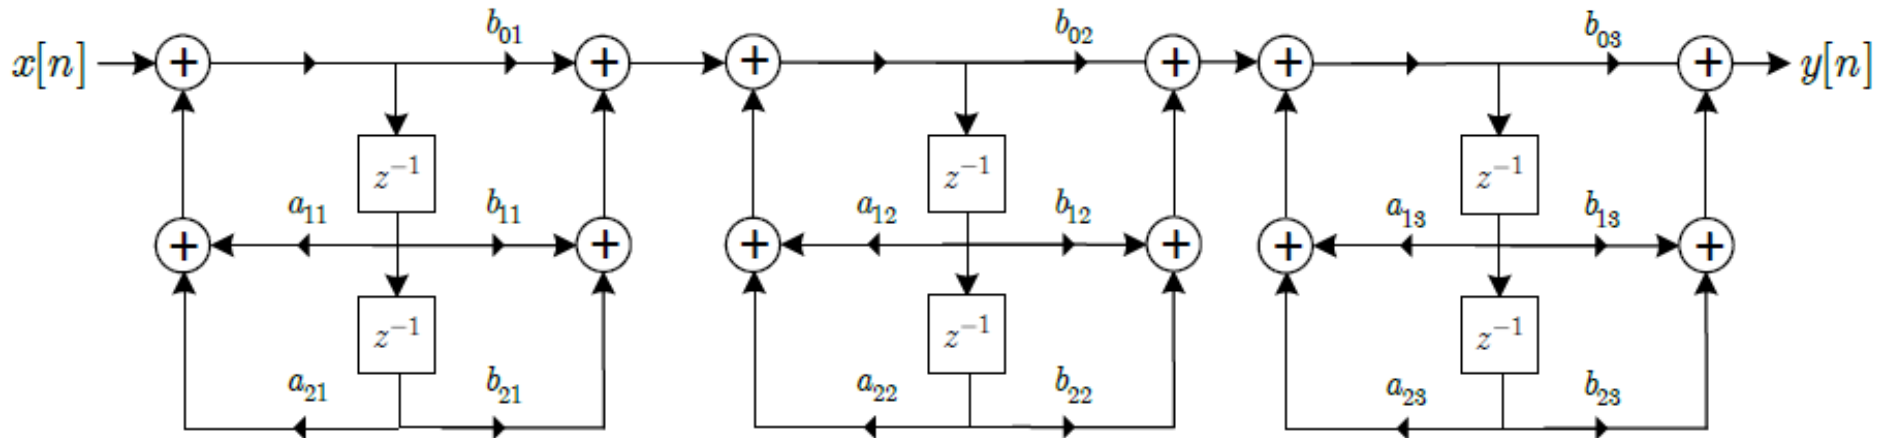 b₀₁ b₀₂ b₀₃
x[n] + + + + + + y[n]
z⁻¹ z⁻¹ z⁻¹
a₁₁ b₁₁ a₁₂ b₁₂ a₁₃ b₁₃
+ + + + + +
z⁻¹ z⁻¹ z⁻¹
a₂₁ b₂₁ a₂₂ b₂₂ a₂₃ b₂₃